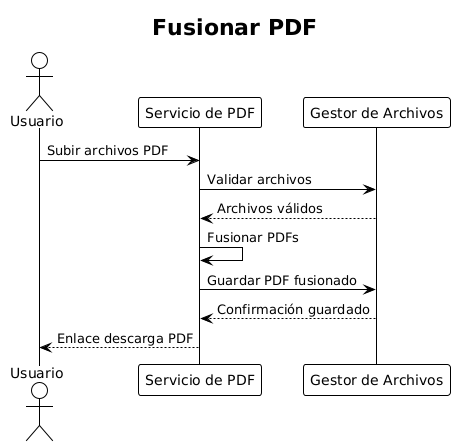 Fusionar PDF
Usuario
Servicio de PDF
Gestor de Archivos
Subir archivos PDF
Validar archivos
Archivos válidos
Fusionar PDFs
Guardar PDF fusionado
Confirmación guardado
Enlace descarga PDF
Usuario
Servicio de PDF
Gestor de Archivos